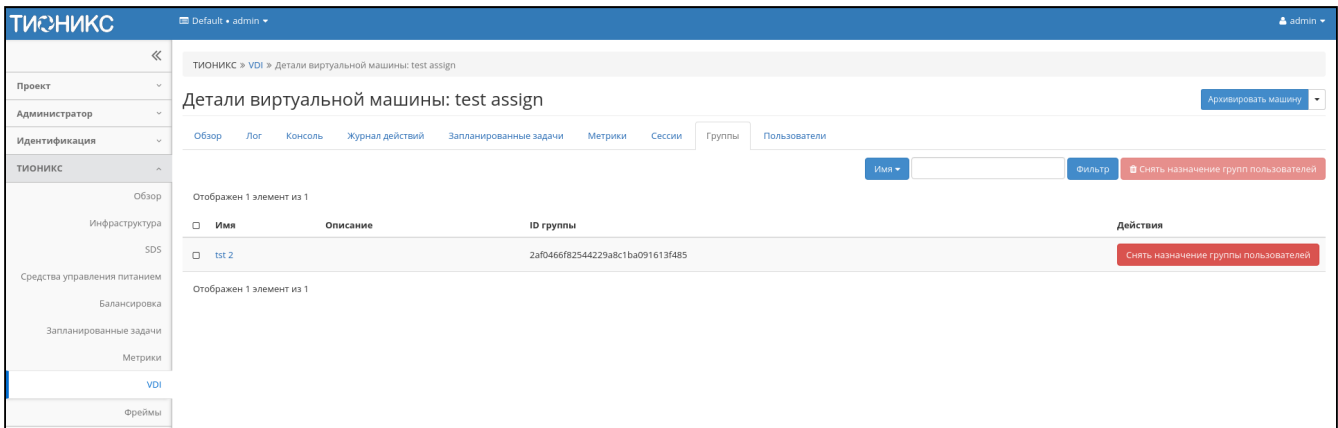 ТИОНИКС
Default • admin
admin
ТИОНИКС » VDI » Детали виртуальной машины: test assign
Проект
Администратор
Идентификация
ТИОНИКС
Обзор
Инфраструктура
SDS
Средства управления питанием
Балансировка
Запланированные задачи
Метрики
VDI
Фреймы
Детали виртуальной машины: test assign
Архивировать машину
Обзор Лог Консоль Журнал действий Запланированные задачи Метрики Сессии Группы Пользователи
Имя Фильтр Снять назначение групп пользователей
Отображен 1 элемент из 1
Имя Описание ID группы Действия
tst 2 2af0466f82544229a8c1ba091613f485 Снять назначение группы пользователей
Отображен 1 элемент из 1